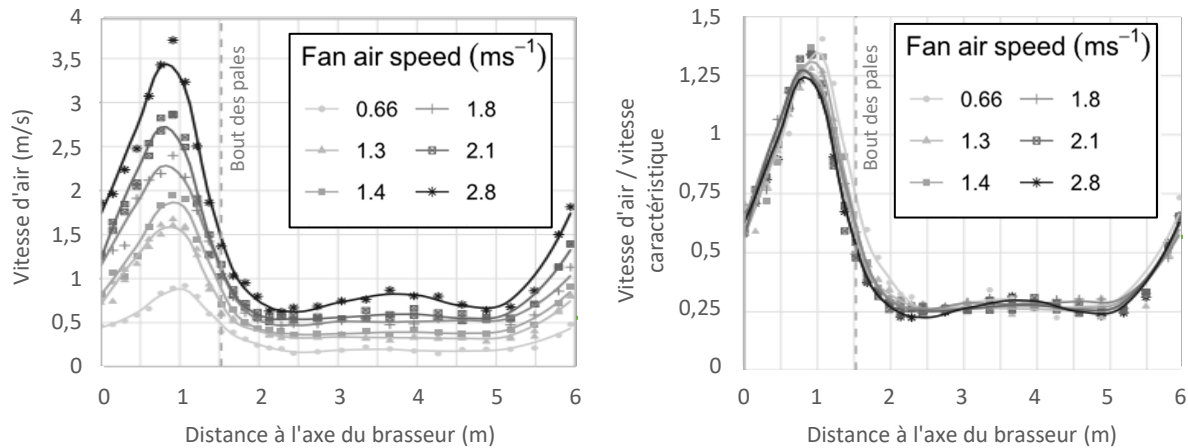 4
3,5
3
2,5
2
1,5
1
0,5
0
Vitesse d'air (m/s)
0 1 2 3 4 5 6
Distance à l'axe du brasseur (m)
Bout des pales
Fan air speed (ms⁻¹)
0.66 1.8
1.3 2.1
1.4 2.8
1,5
1,25
1
0,75
0,5
0,25
0
Vitesse d'air / vitesse
caractéristique
0 1 2 3 4 5 6
Distance à l'axe du brasseur (m)
Bout des pales
Fan air speed (ms⁻¹)
0.66 1.8
1.3 2.1
1.4 2.8